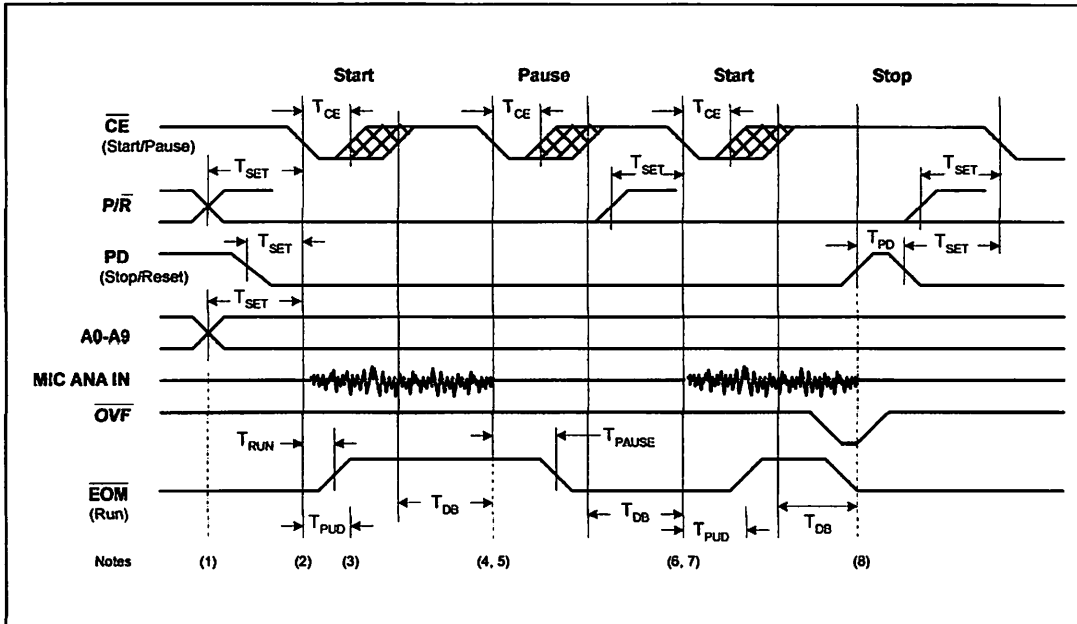 Start Pause Start Stop
T_CE T_CE T_CE
CE
(Start/Pause)
T_SET T_SET T_SET
P/R
T_SET T_PD T_SET
PD
(Stop/Reset)
T_SET
A0-A9
MIC ANA IN
OVF
T_RUN T_PAUSE
EOM
(Run)
T_DB T_DB T_DB
T_PUD T_PUD
Notes (1) (2) (3) (4, 5) (6, 7) (8)